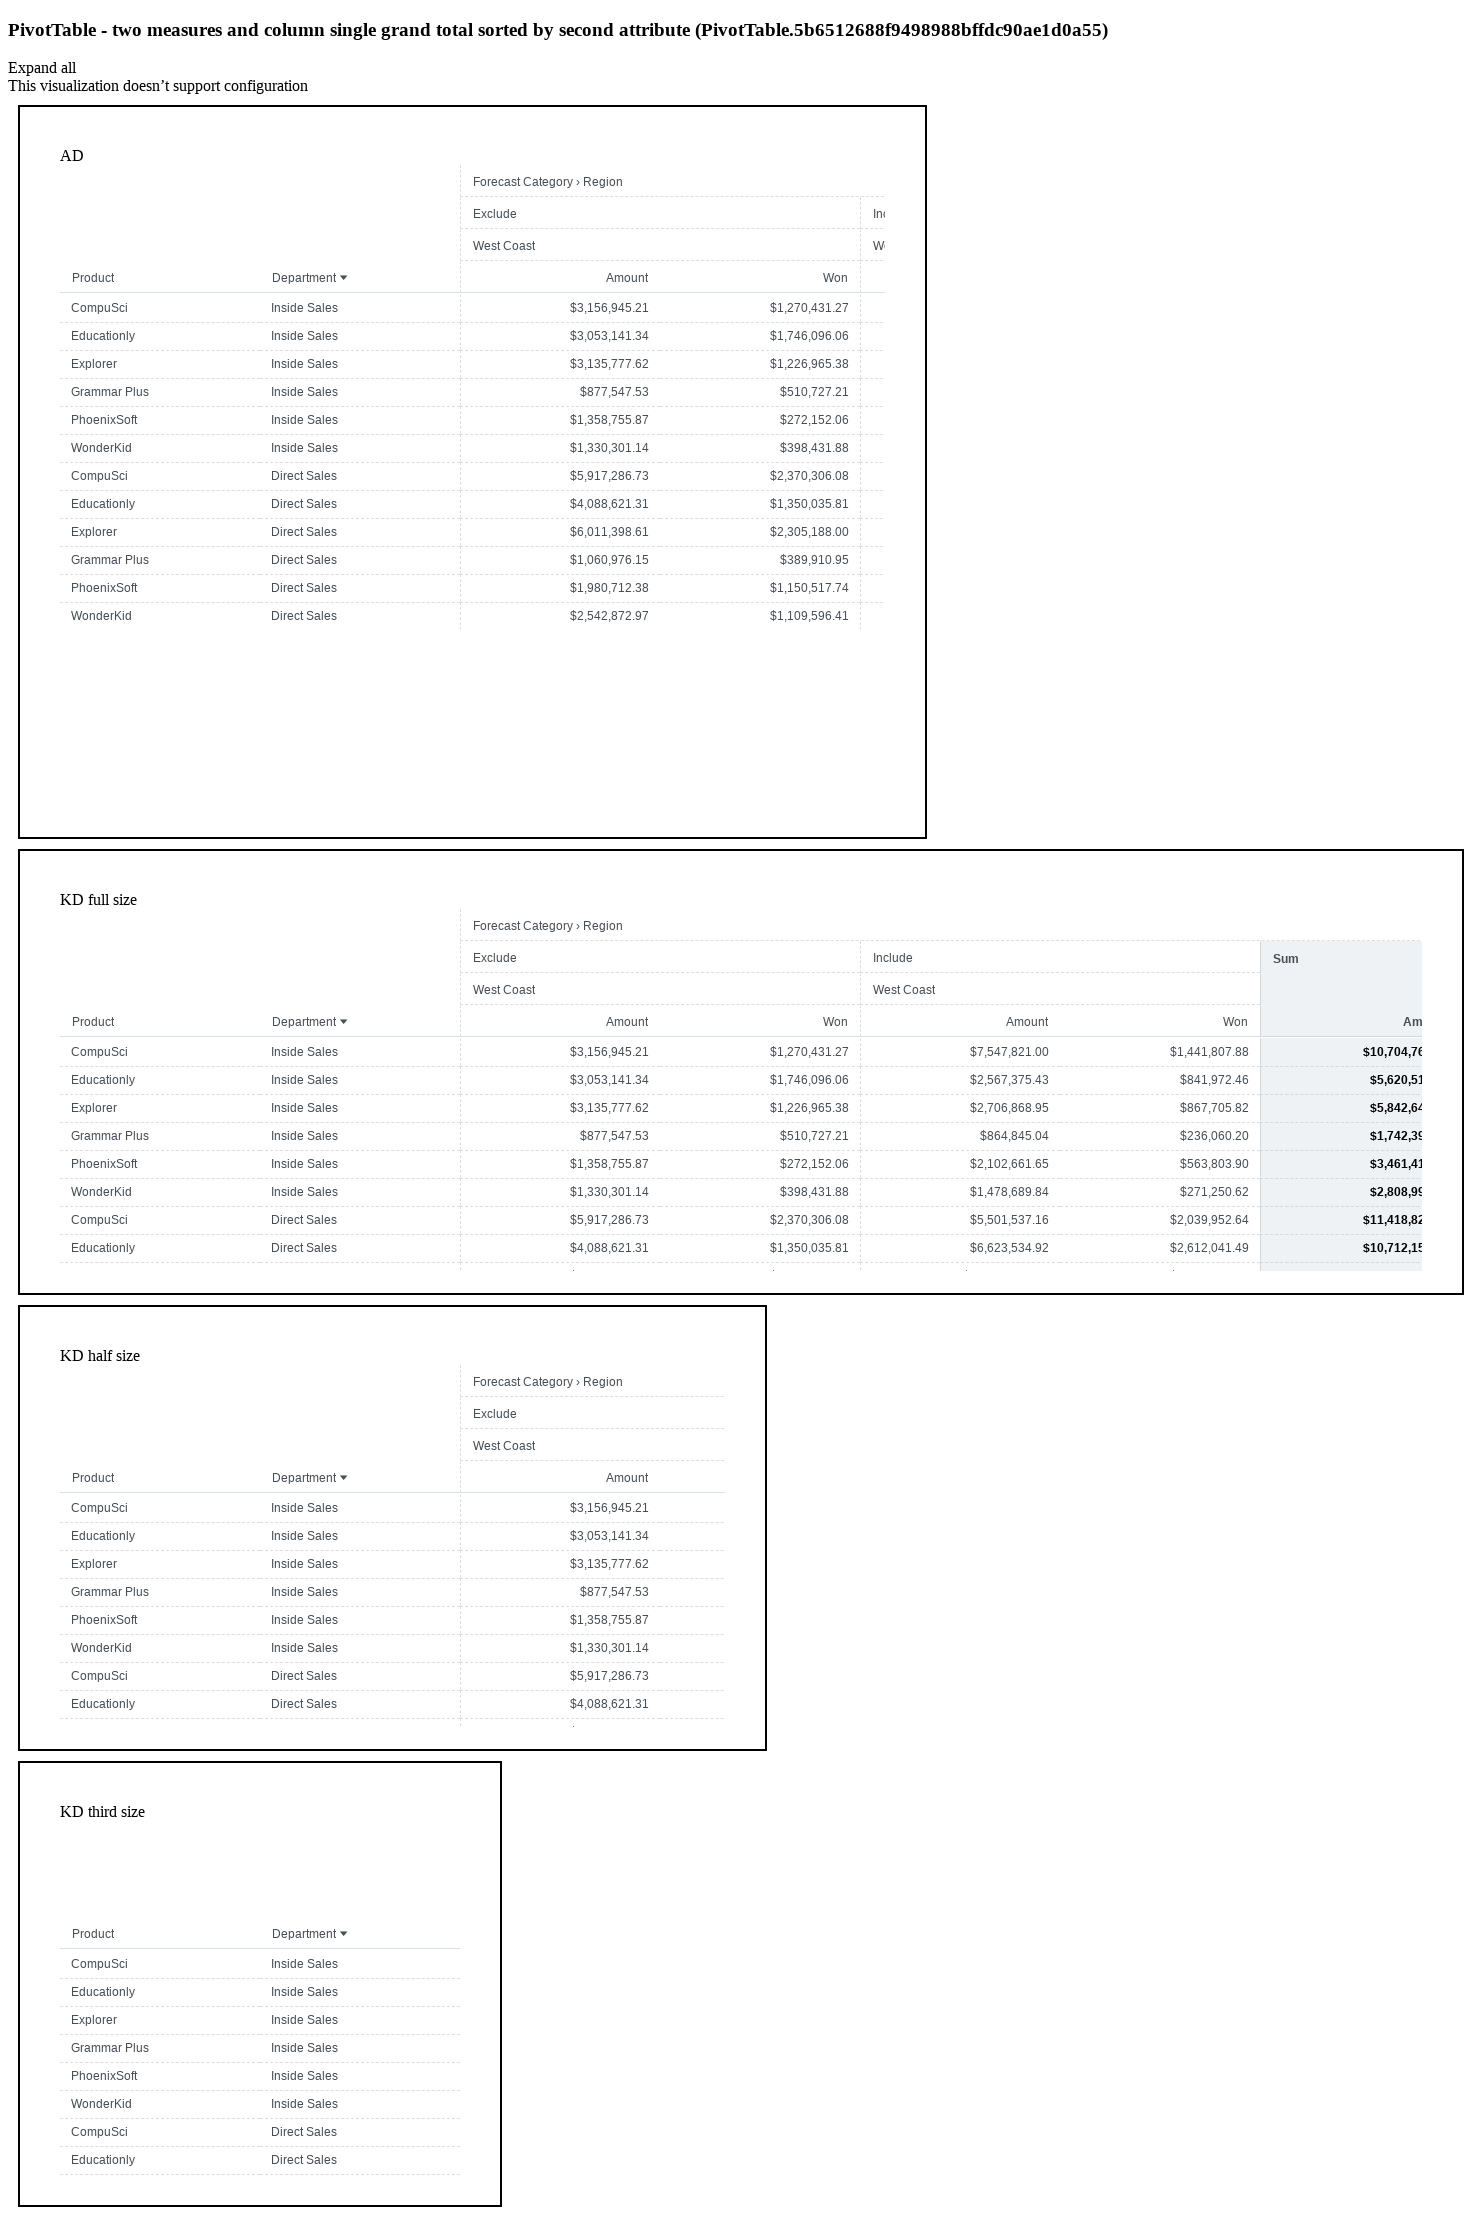 PivotTable - two measures and column single grand total sorted by second attribute (PivotTable.5b6512688f9498988bffdc90ae1d0a55)
Expand all
This visualization doesn’t support configuration
AD
Forecast Category › Region
Exclude
West Coast
Product Department Amount Won
CompuSci Inside Sales $3,156,945.21 $1,270,431.27
Educationly Inside Sales $3,053,141.34 $1,746,096.06
Explorer Inside Sales $3,135,777.62 $1,226,965.38
Grammar Plus Inside Sales $877,547.53 $510,727.21
PhoenixSoft Inside Sales $1,358,755.87 $272,152.06
WonderKid Inside Sales $1,330,301.14 $398,431.88
CompuSci Direct Sales $5,917,286.73 $2,370,306.08
Educationly Direct Sales $4,088,621.31 $1,350,035.81
Explorer Direct Sales $6,011,398.61 $2,305,188.00
Grammar Plus Direct Sales $1,060,976.15 $389,910.95
PhoenixSoft Direct Sales $1,980,712.38 $1,150,517.74
WonderKid Direct Sales $2,542,872.97 $1,109,596.41
KD full size
Forecast Category › Region
Exclude Include Sum
West Coast West Coast
Product Department Amount Won Amount Won Am
CompuSci Inside Sales $3,156,945.21 $1,270,431.27 $7,547,821.00 $1,441,807.88 $10,704,76
Educationly Inside Sales $3,053,141.34 $1,746,096.06 $2,567,375.43 $841,972.46 $5,620,51
Explorer Inside Sales $3,135,777.62 $1,226,965.38 $2,706,868.95 $867,705.82 $5,842,64
Grammar Plus Inside Sales $877,547.53 $510,727.21 $864,845.04 $236,060.20 $1,742,39
PhoenixSoft Inside Sales $1,358,755.87 $272,152.06 $2,102,661.65 $563,803.90 $3,461,41
WonderKid Inside Sales $1,330,301.14 $398,431.88 $1,478,689.84 $271,250.62 $2,808,99
CompuSci Direct Sales $5,917,286.73 $2,370,306.08 $5,501,537.16 $2,039,952.64 $11,418,82
Educationly Direct Sales $4,088,621.31 $1,350,035.81 $6,623,534.92 $2,612,041.49 $10,712,15
KD half size
Forecast Category › Region
Exclude
West Coast
Product Department Amount
CompuSci Inside Sales $3,156,945.21
Educationly Inside Sales $3,053,141.34
Explorer Inside Sales $3,135,777.62
Grammar Plus Inside Sales $877,547.53
PhoenixSoft Inside Sales $1,358,755.87
WonderKid Inside Sales $1,330,301.14
CompuSci Direct Sales $5,917,286.73
Educationly Direct Sales $4,088,621.31
KD third size
Product Department
CompuSci Inside Sales
Educationly Inside Sales
Explorer Inside Sales
Grammar Plus Inside Sales
PhoenixSoft Inside Sales
WonderKid Inside Sales
CompuSci Direct Sales
Educationly Direct Sales